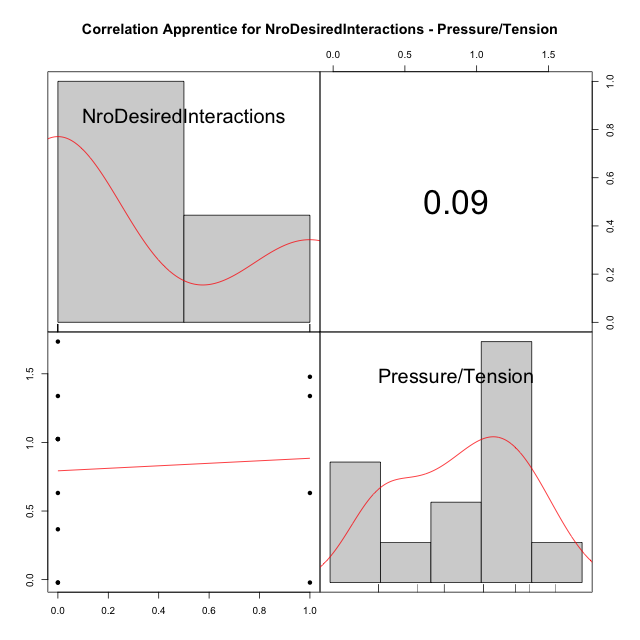 Correlation Apprentice for NroDesiredInteractions - Pressure/Tension
0.0 0.5 1.0 1.5
NroDesiredInteractions
0.09
1.0
0.8
0.6
0.4
0.2
0.0
Pressure/Tension
1.5
1.0
0.5
0.0
0.0 0.2 0.4 0.6 0.8 1.0